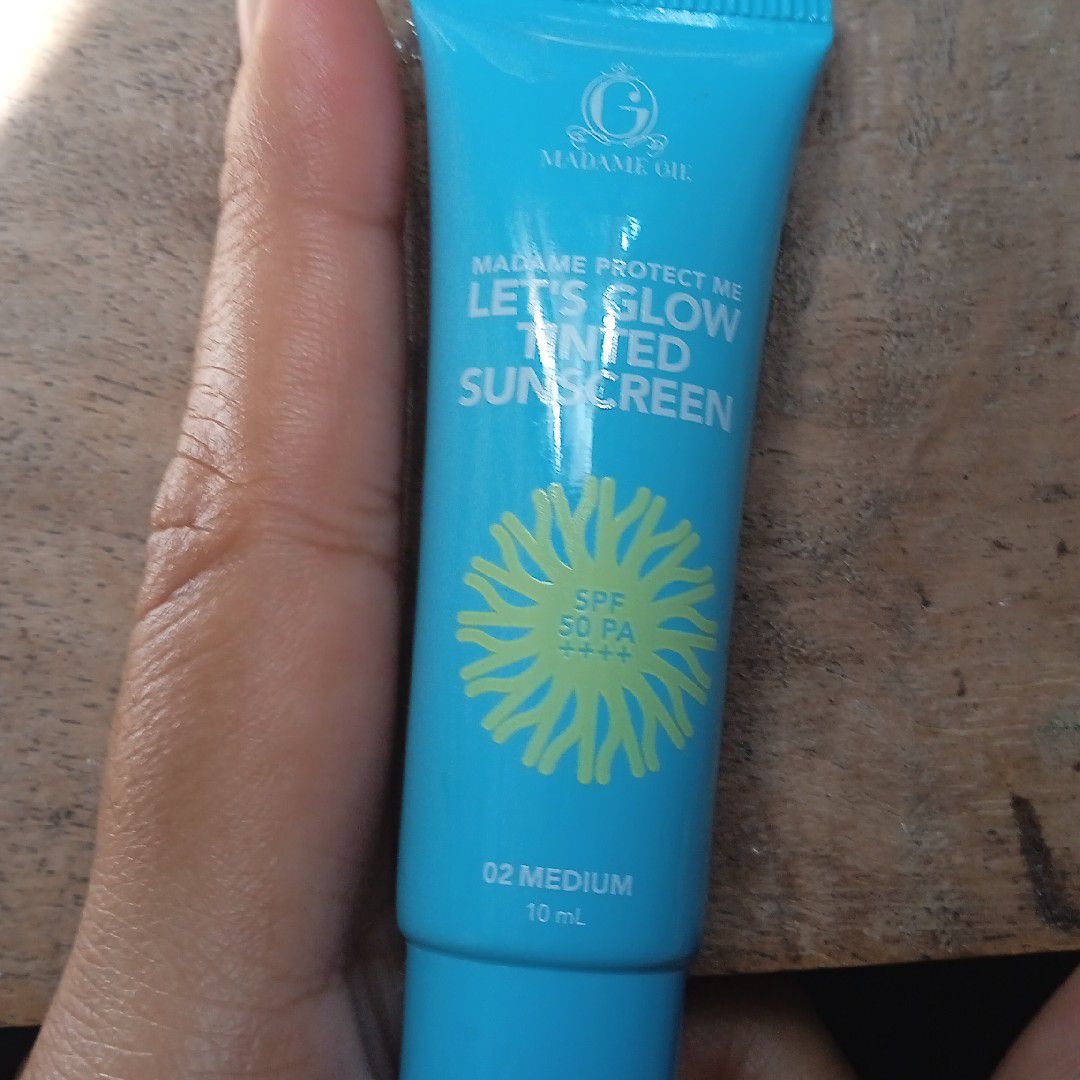 G
MADAME GIE
MADAME PROTECT ME
LET'S GLOW
TINTED
SUNSCREEN
SPF
50 PA
++++
02 MEDIUM
10 mL